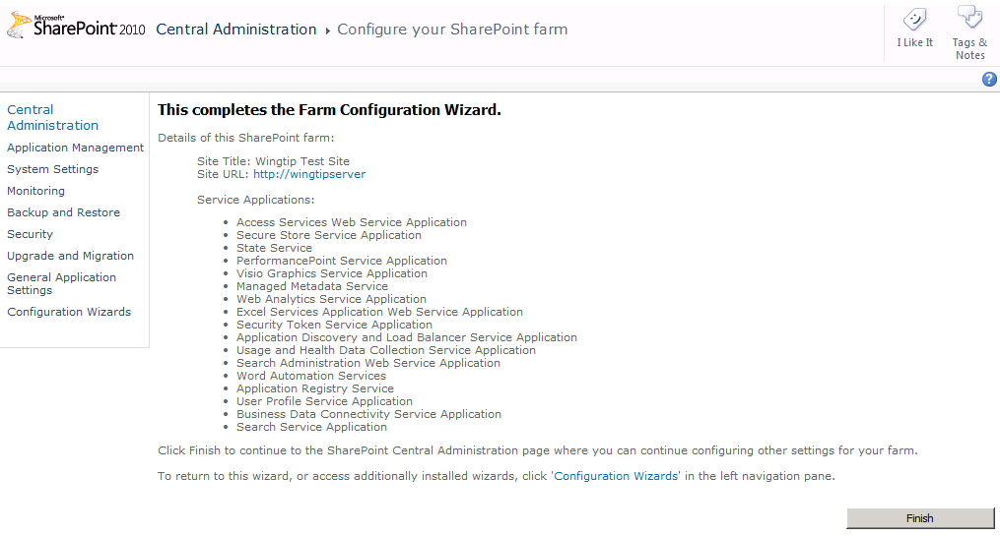 Microsoft®
SharePoint 2010 Central Administration ▸ Configure your SharePoint farm
I Like It
Tags &
Notes
?
Central
Administration
Application Management
System Settings
Monitoring
Backup and Restore
Security
Upgrade and Migration
General Application
Settings
Configuration Wizards
This completes the Farm Configuration Wizard.
Details of this SharePoint farm:
Site Title: Wingtip Test Site
Site URL: http://wingtipserver
Service Applications:
• Access Services Web Service Application
• Secure Store Service Application
• State Service
• PerformancePoint Service Application
• Visio Graphics Service Application
• Managed Metadata Service
• Web Analytics Service Application
• Excel Services Application Web Service Application
• Security Token Service Application
• Application Discovery and Load Balancer Service Application
• Usage and Health Data Collection Service Application
• Search Administration Web Service Application
• Word Automation Services
• Application Registry Service
• User Profile Service Application
• Business Data Connectivity Service Application
• Search Service Application
Click Finish to continue to the SharePoint Central Administration page where you can continue configuring other settings for your farm.
To return to this wizard, or access additionally installed wizards, click 'Configuration Wizards' in the left navigation pane.
Finish